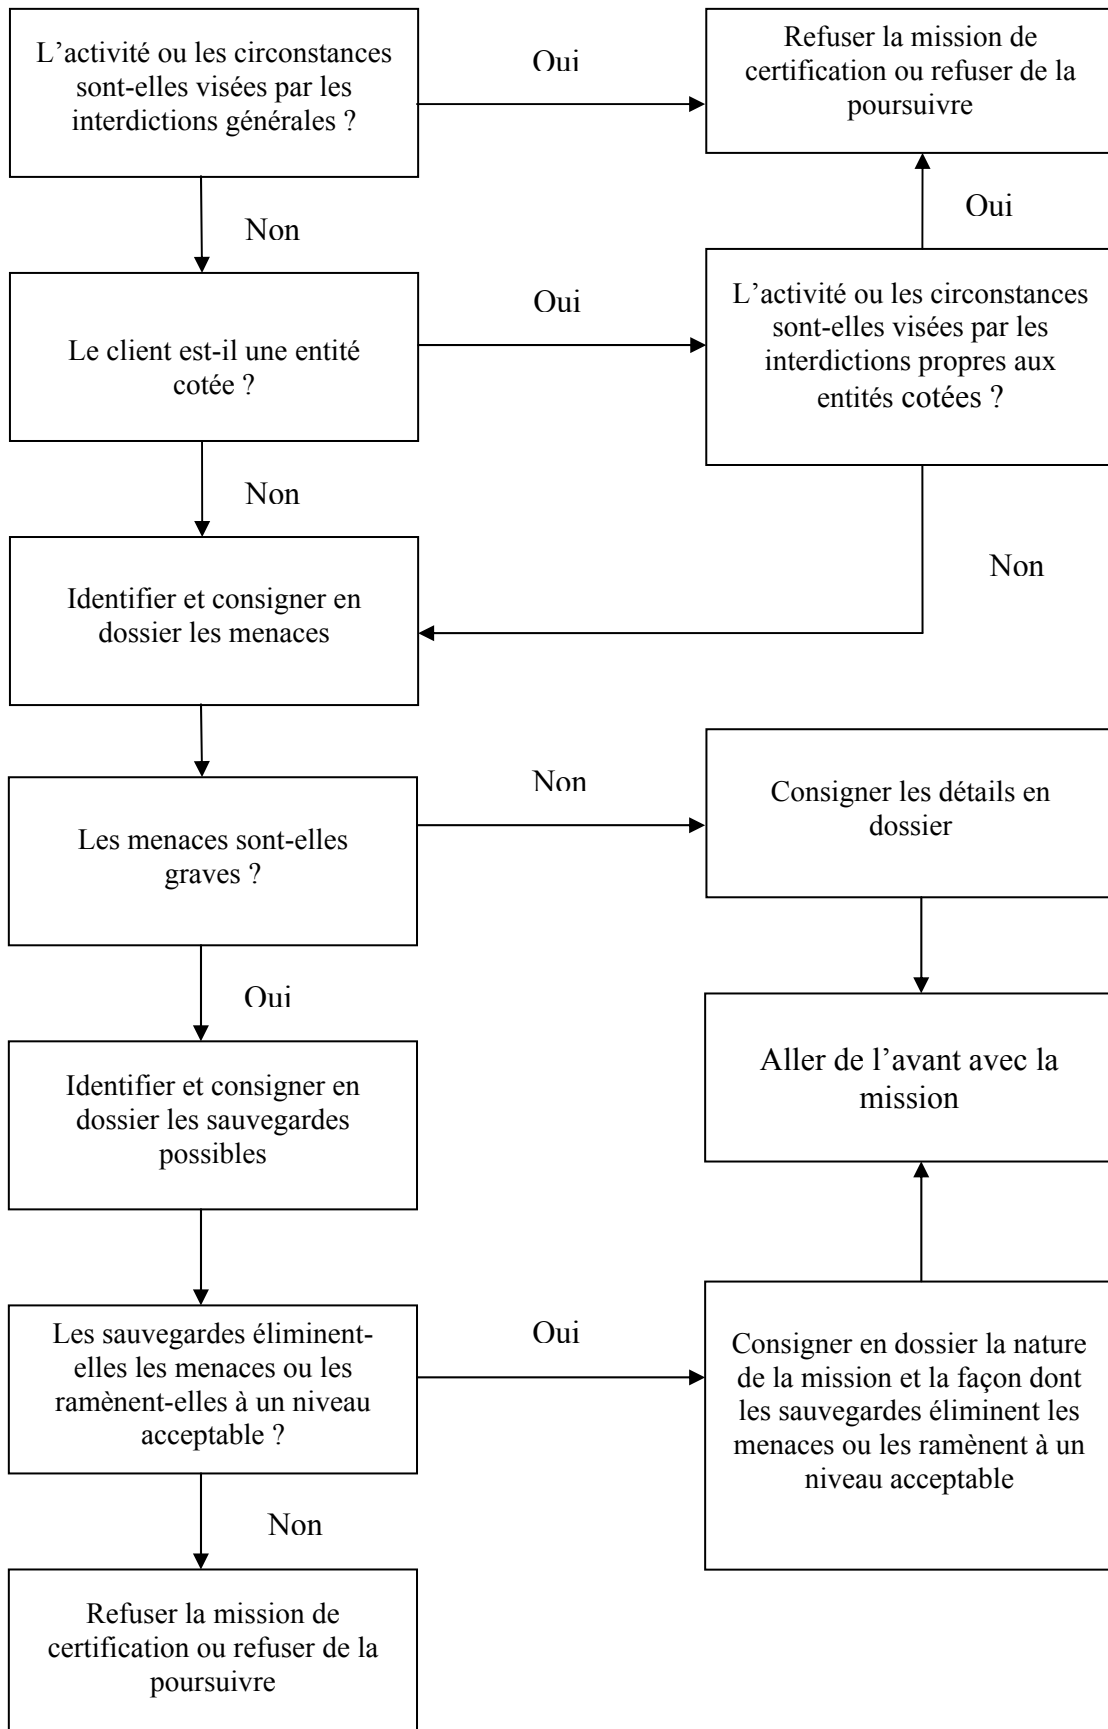 L’activité ou les circonstances
sont-elles visées par les
interdictions générales ?
Oui
Refuser la mission de
certification ou refuser de la
poursuivre
Non
Oui
Le client est-il une entité
cotée ?
Oui
L’activité ou les circonstances
sont-elles visées par les
interdictions propres aux
entités cotées ?
Non
Non
Identifier et consigner en
dossier les menaces
Les menaces sont-elles
graves ?
Non
Consigner les détails en
dossier
Oui
Aller de l’avant avec la
mission
Identifier et consigner en
dossier les sauvegardes
possibles
Les sauvegardes éliminent-
elles les menaces ou les
ramènent-elles à un niveau
acceptable ?
Oui
Consigner en dossier la nature
de la mission et la façon dont
les sauvegardes éliminent les
menaces ou les ramènent à un
niveau acceptable
Non
Refuser la mission de
certification ou refuser de la
poursuivre